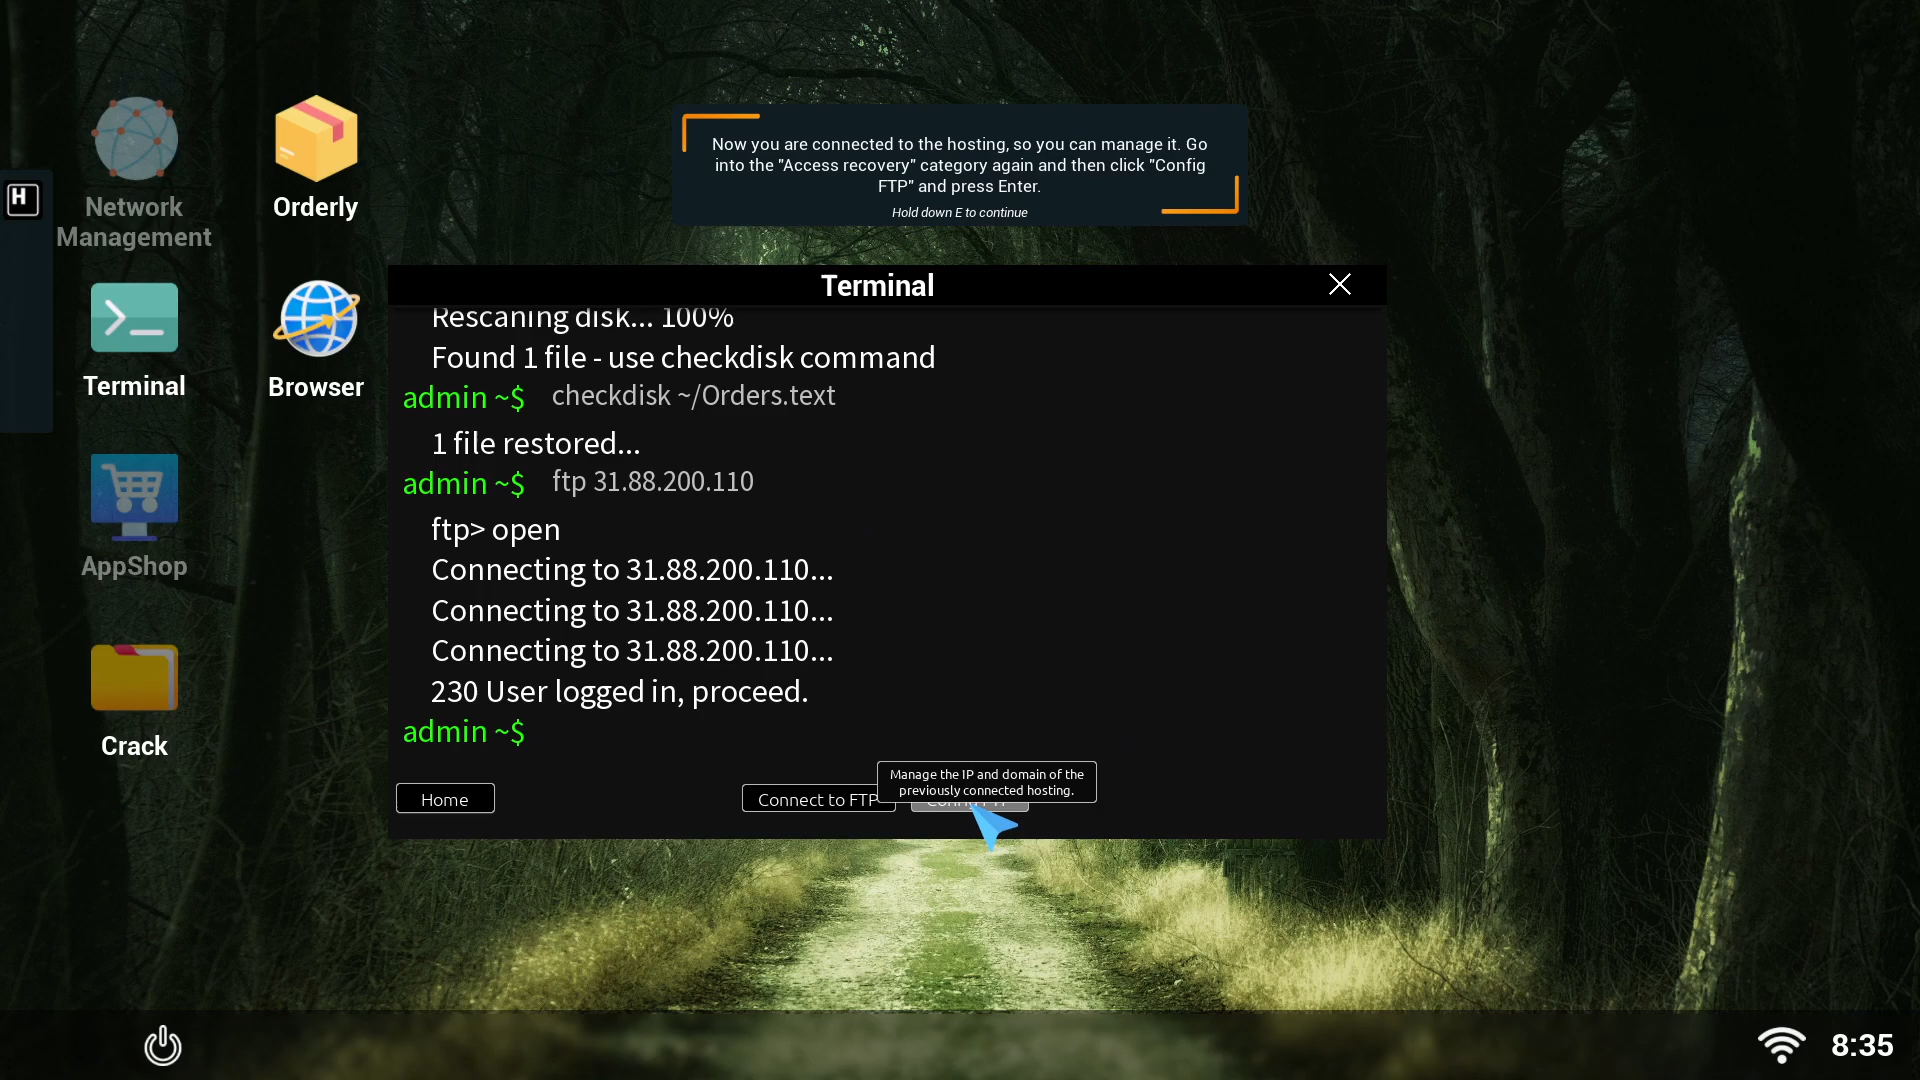 Now you are connected to the hosting, so you can manage it. Go
into the "Access recovery" category again and then click "Config
FTP" and press Enter.
Hold down E to continue
H
Network
Management
Orderly
Terminal
Browser
AppShop
Crack
Terminal
Rescaning disk... 100%
Found 1 file - use checkdisk command
admin ~$ checkdisk ~/Orders.text
1 file restored...
admin ~$ ftp 31.88.200.110
ftp> open
Connecting to 31.88.200.110...
Connecting to 31.88.200.110...
Connecting to 31.88.200.110...
230 User logged in, proceed.
admin ~$
Manage the IP and domain of the
previously connected hosting.
Home
Connect to FTP
8:35